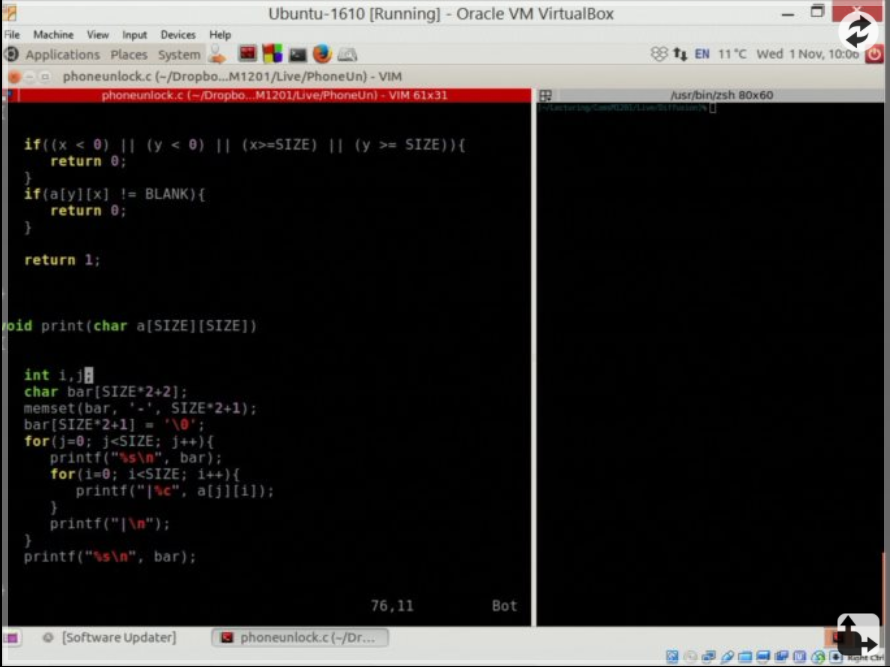 Ubuntu-1610 [Running] - Oracle VM VirtualBox
File Machine View Input Devices Help
Applications Places System EN 11°C Wed 1 Nov, 10:06
phoneunlock.c (~/Dropbo...M1201/Live/PhoneUn) - VIM
phoneunlock.c (~/Dropbo...M1201/Live/PhoneUn) - VIM 61x31
/usr/bin/zsh 80x60
if((x < 0) || (y < 0) || (x>=SIZE) || (y >= SIZE)){
return 0;
}
if(a[y][x] != BLANK){
return 0;
}
return 1;
void print(char a[SIZE][SIZE])
{
int i,j;
char bar[SIZE*2+2];
memset(bar, '-', SIZE*2+1);
bar[SIZE*2+1] = '\0';
for(j=0; j<SIZE; j++){
printf("%s\n", bar);
for(i=0; i<SIZE; i++){
printf("|%c", a[j][i]);
}
printf("|\n");
}
printf("%s\n", bar);
76,11 Bot
[Software Updater] phoneunlock.c (~/Dr...
Right Ctrl